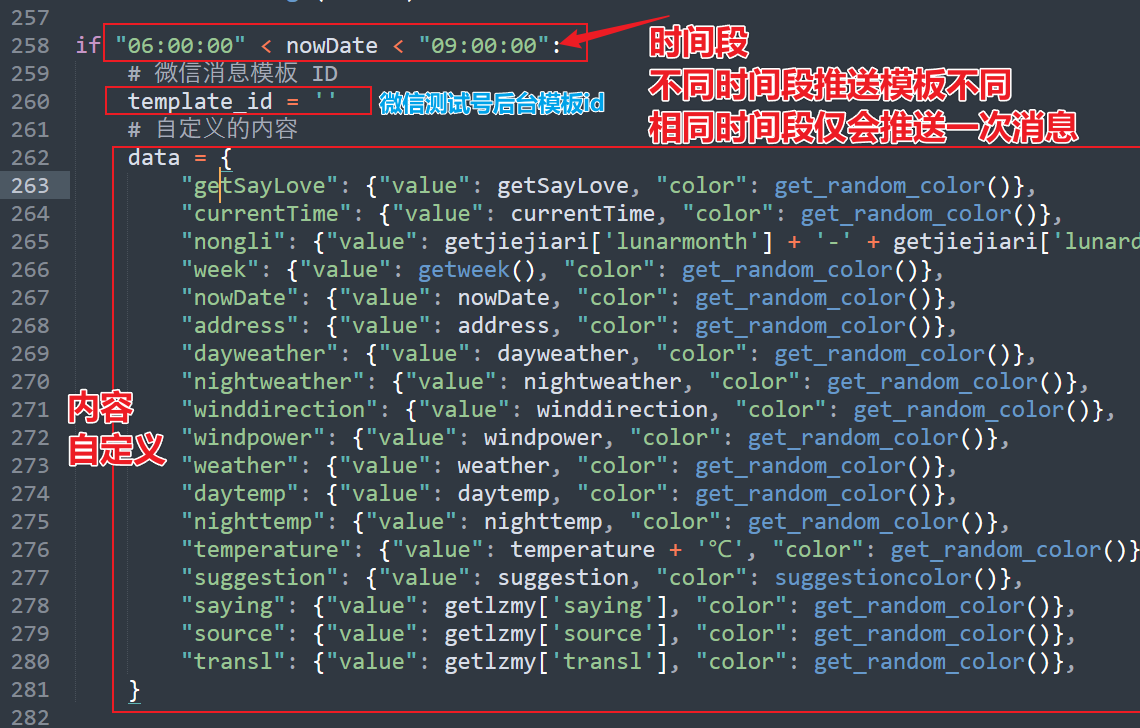 257
258 if "06:00:00" < nowDate < "09:00:00":
时间段
259 # 微信消息模板 ID
不同时间段推送模板不同
260 template_id = ''
微信测试号后台模板id
261 # 自定义的内容
相同时间段仅会推送一次消息
262 data = {
263 "getSayLove": {"value": getSayLove, "color": get_random_color()},
264 "currentTime": {"value": currentTime, "color": get_random_color()},
265 "nongli": {"value": getjiejiari['lunarmonth'] + '-' + getjiejiari['lunard
266 "week": {"value": getweek(), "color": get_random_color()},
267 "nowDate": {"value": nowDate, "color": get_random_color()},
268 "address": {"value": address, "color": get_random_color()},
269 "dayweather": {"value": dayweather, "color": get_random_color()},
270 "nightweather": {"value": nightweather, "color": get_random_color()},
271 "winddirection": {"value": winddirection, "color": get_random_color()},
内容
272 "windpower": {"value": windpower, "color": get_random_color()},
自定义
273 "weather": {"value": weather, "color": get_random_color()},
274 "daytemp": {"value": daytemp, "color": get_random_color()},
275 "nighttemp": {"value": nighttemp, "color": get_random_color()},
276 "temperature": {"value": temperature + '℃', "color": get_random_color()}
277 "suggestion": {"value": suggestion, "color": suggestioncolor()},
278 "saying": {"value": getlzmy['saying'], "color": get_random_color()},
279 "source": {"value": getlzmy['source'], "color": get_random_color()},
280 "transl": {"value": getlzmy['transl'], "color": get_random_color()},
281 }
282